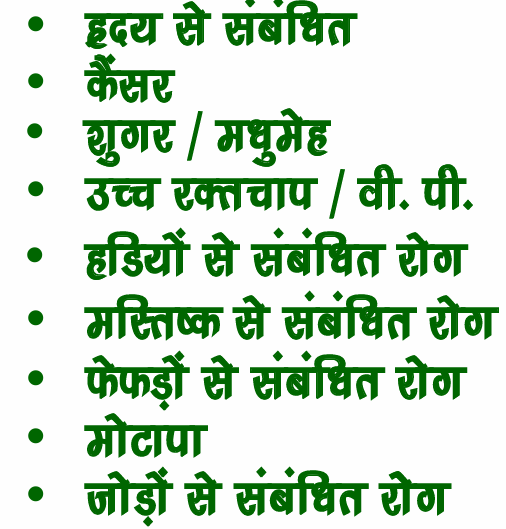 • हृदय से संबंधित
• कैंसर
• शुगर / मधुमेह
• उच्च रक्तचाप / वी. पी.
• हडियों से संबंधित रोग
• मस्तिष्क से संबंधित रोग
• फेफड़ों से संबंधित रोग
• मोटापा
• जोड़ों से संबंधित रोग